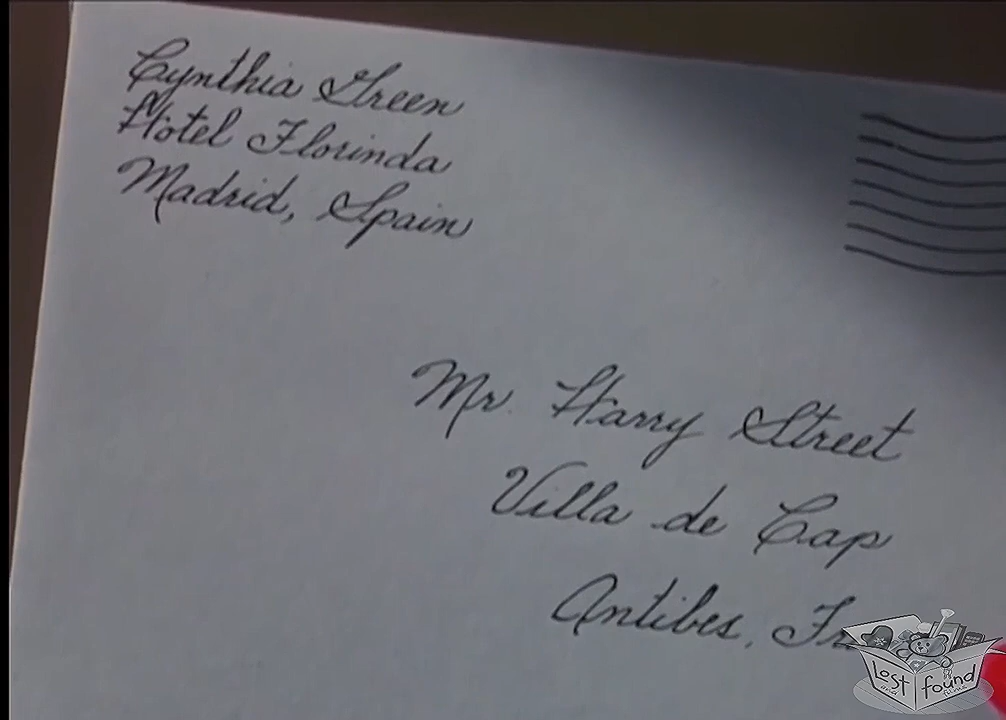 Cynthia Green
Hotel Florinda
Madrid, Spain
Mr. Harry Street
Villa de Cap
Antibes,
Lost
found